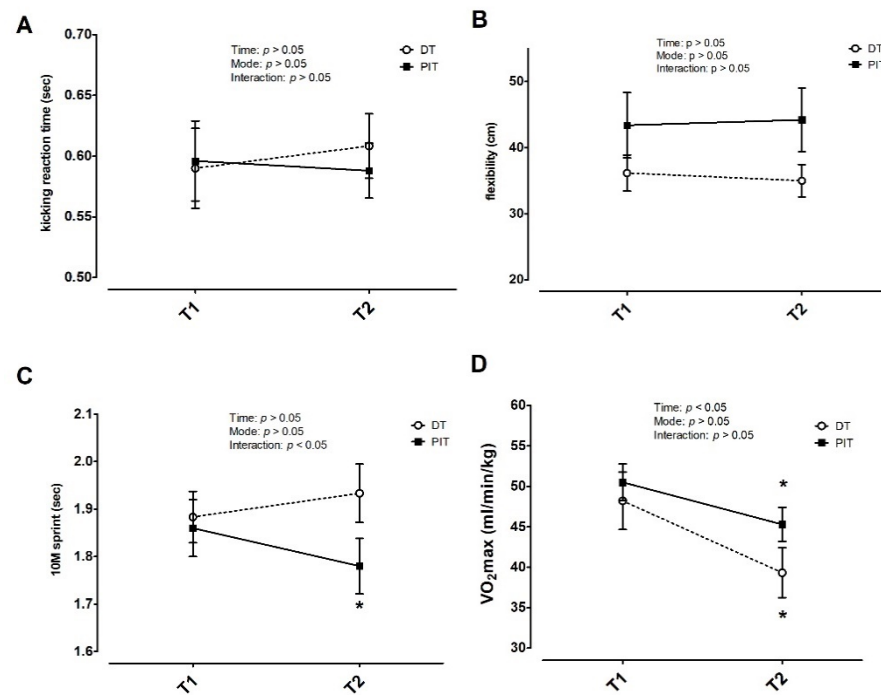 A
kicking reaction time (sec)
0.70
0.65
0.60
0.55
0.50
Time: p > 0.05
Mode: p > 0.05
Interaction: p > 0.05
DT
PIT
T1
T2
B
flexibility (cm)
50
40
30
20
Time: p > 0.05
Mode: p > 0.05
Interaction: p > 0.05
DT
PIT
T1
T2
C
10M sprint (sec)
2.1
2.0
1.9
1.8
1.7
1.6
Time: p > 0.05
Mode: p > 0.05
Interaction: p < 0.05
DT
PIT
*
T1
T2
D
VO₂max (ml/min/kg)
60
55
50
45
40
35
30
Time: p < 0.05
Mode: p > 0.05
Interaction: p > 0.05
DT
PIT
*
*
T1
T2